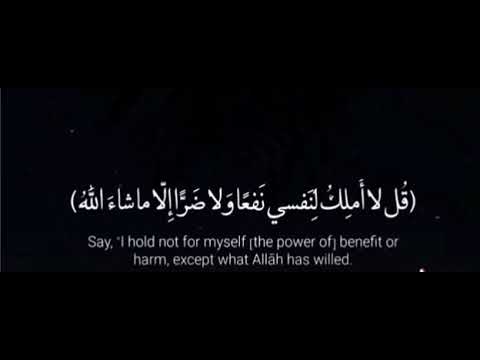 (قُل لا أَملِكُ لِنَفسي نَفعًا وَلا ضَرًّا إِلّا ما شاءَ اللَّهُ)
Say, "I hold not for myself [the power of] benefit or
harm, except what Allāh has willed.